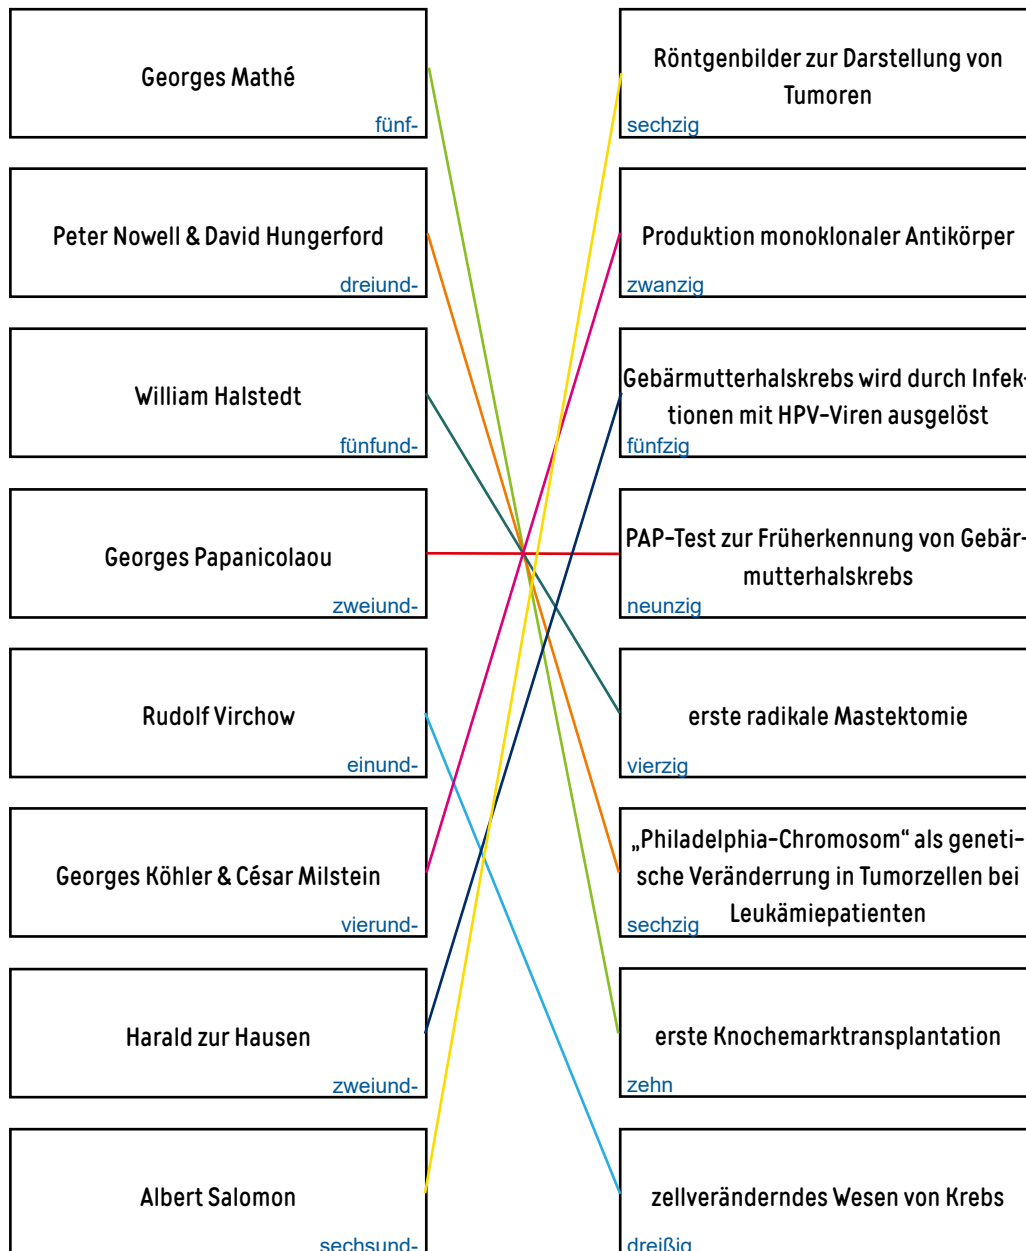 Georges Mathé
fünf-
Röntgenbilder zur Darstellung von
Tumoren
sechzig
Peter Nowell & David Hungerford
dreiund-
Produktion monoklonaler Antikörper
zwanzig
William Halstedt
fünfund-
Gebärmutterhalskrebs wird durch Infek-
tionen mit HPV-Viren ausgelöst
fünfzig
Georges Papanicolaou
zweiund-
PAP-Test zur Früherkennung von Gebär-
mutterhalskrebs
neunzig
Rudolf Virchow
einund-
erste radikale Mastektomie
vierzig
Georges Köhler & César Milstein
vierund-
„Philadelphia-Chromosom“ als geneti-
sche Veränderrung in Tumorzellen bei
Leukämiepatienten
sechzig
Harald zur Hausen
zweiund-
erste Knochemarktransplantation
zehn
Albert Salomon
sechsund-
zellveränderndes Wesen von Krebs
dreißig